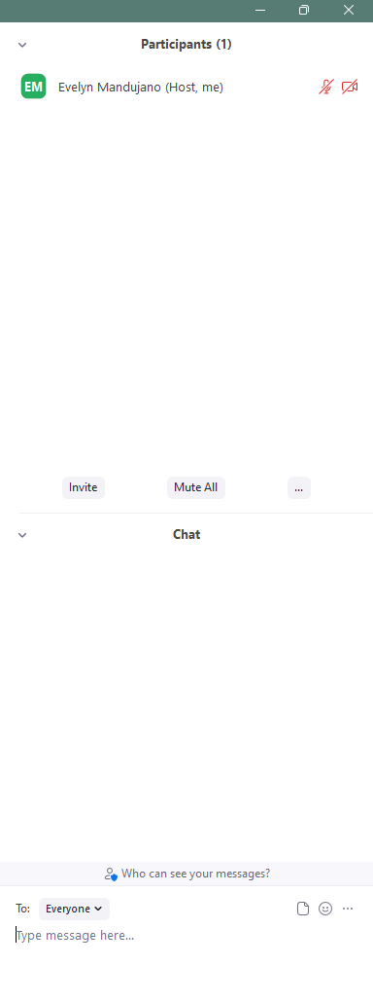 Participants (1)
EM Evelyn Mandujano (Host, me)
Invite Mute All ...
Chat
Who can see your messages?
To: Everyone
Type message here...